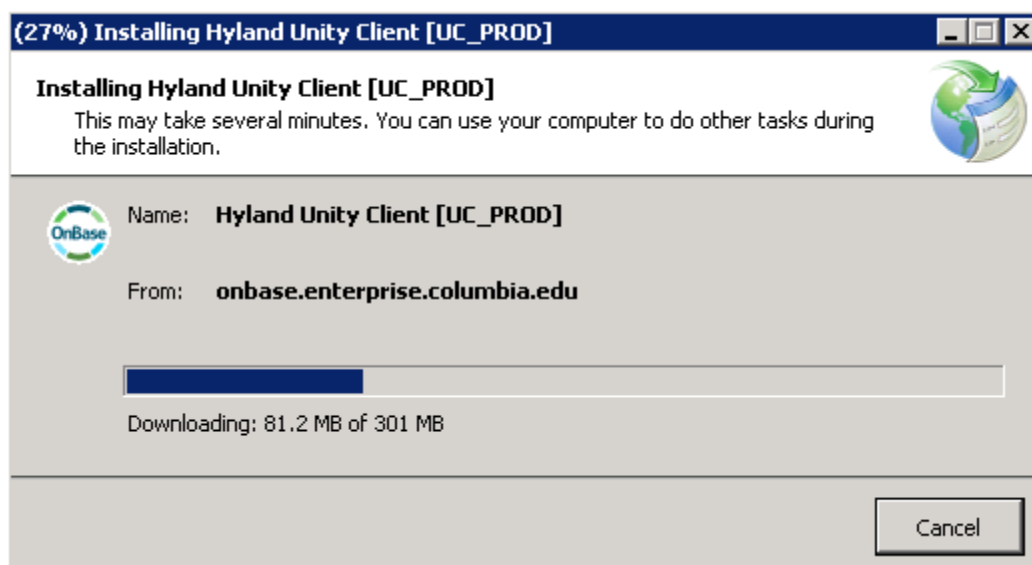 (27%) Installing Hyland Unity Client [UC_PROD]
Installing Hyland Unity Client [UC_PROD]
This may take several minutes. You can use your computer to do other tasks during
the installation.
OnBase
Name: Hyland Unity Client [UC_PROD]
From: onbase.enterprise.columbia.edu
Downloading: 81.2 MB of 301 MB
Cancel